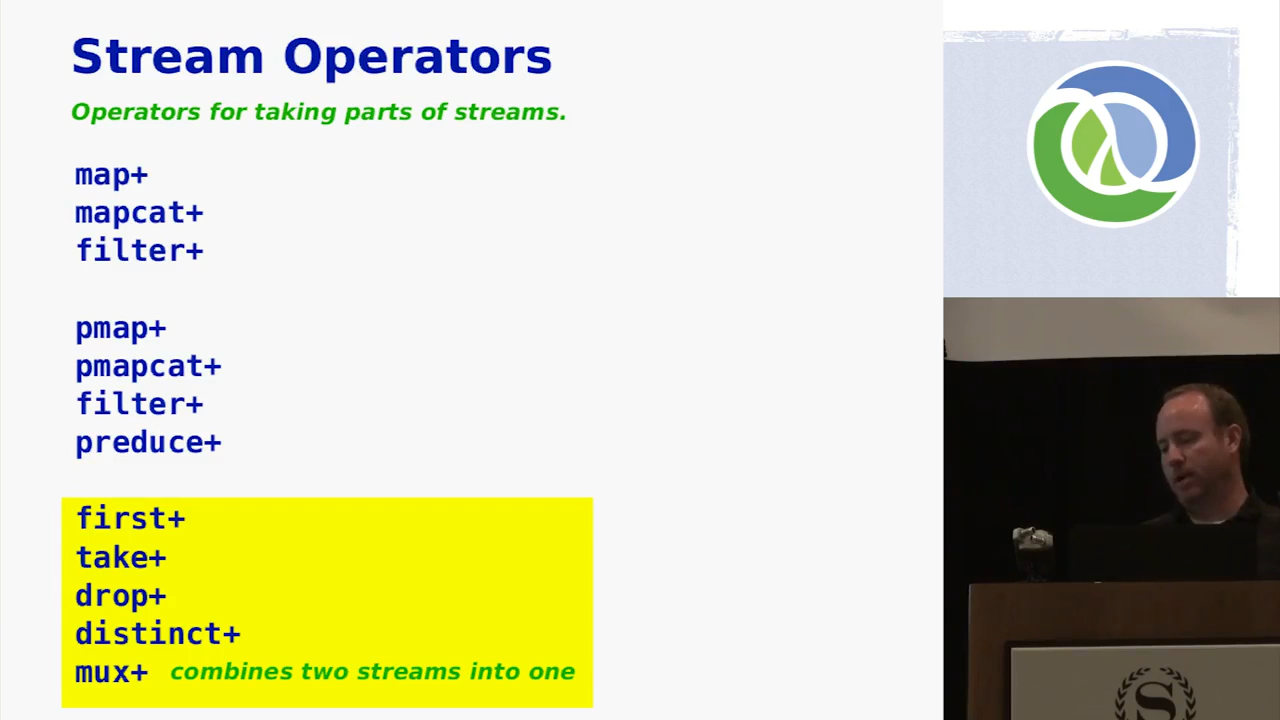 Stream Operators
Operators for taking parts of streams.
map+
mapcat+
filter+
pmap+
pmapcat+
filter+
preduce+
first+
take+
drop+
distinct+
mux+ combines two streams into one
S